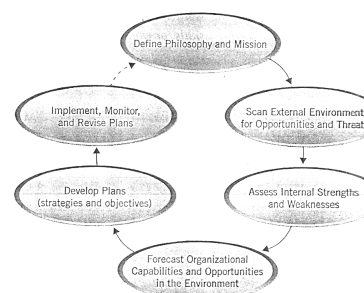 Define Philosophy and Mission
Scan External Environment
for Opportunities and Threat
Assess Internal Strengths
and Weaknesses
Forecast Organizational
Capabilities and Opportunities
in the Environment
Develop Plans
(strategies and objectives)
Implement, Monitor,
and Revise Plans